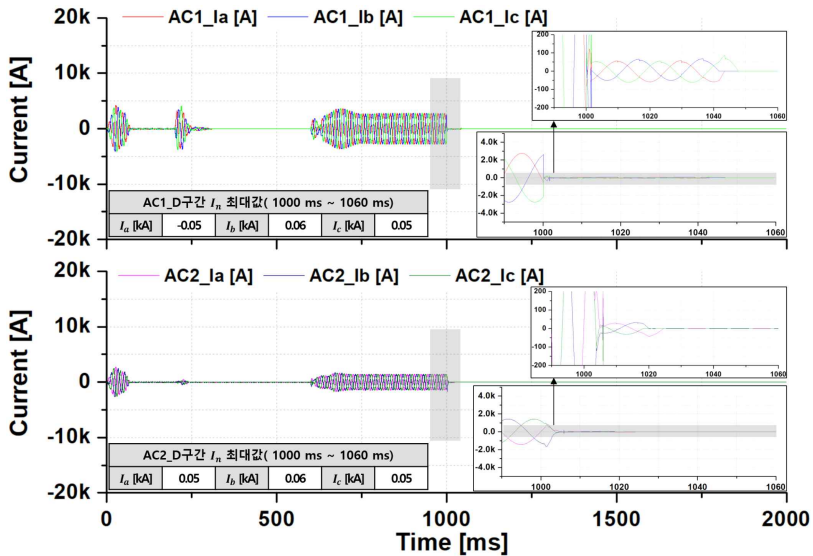 AC1_Ia [A] AC1_Ib [A] AC1_Ic [A]
20k
10k
0
-10k
-20k
Current [A]
200
150
100
50
0
-50
-100
-150
-200
1000 1020 1040 1060
4.0k
2.0k
0.0
-2.0k
-4.0k
1000 1020 1040 1060
AC1_D구간 In 최대값( 1000 ms ~ 1060 ms)
Ia [kA] -0.05 Ib [kA] 0.06 Ic [kA] 0.05
AC2_Ia [A] AC2_Ib [A] AC2_Ic [A]
20k
10k
0
-10k
-20k
Current [A]
200
150
100
50
0
-50
-100
-150
-200
1000 1020 1040 1060
4.0k
2.0k
0.0
-2.0k
-4.0k
1000 1020 1040 1060
AC2_D구간 In 최대값( 1000 ms ~ 1060 ms)
Ia [kA] 0.05 Ib [kA] 0.06 Ic [kA] 0.05
0 500 1000 1500 2000
Time [ms]